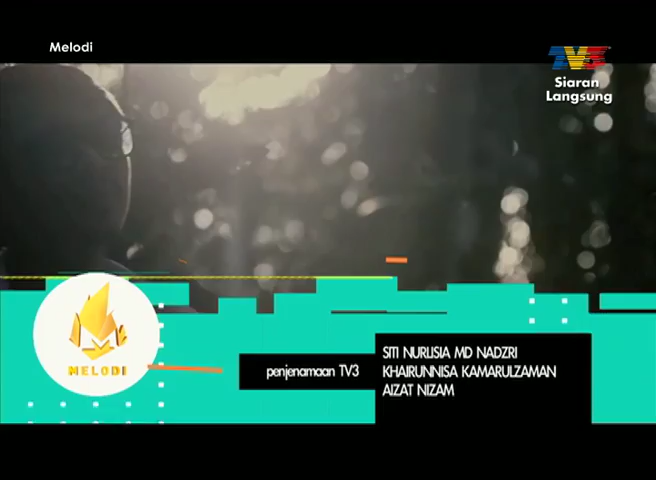 Melodi
TV3
Siaran
Langsung
M
MELODI
penjenamaan TV3
SITI NURLISIA MD NADZRI
KHAIRUNNISA KAMARULZAMAN
AIZAT NIZAM